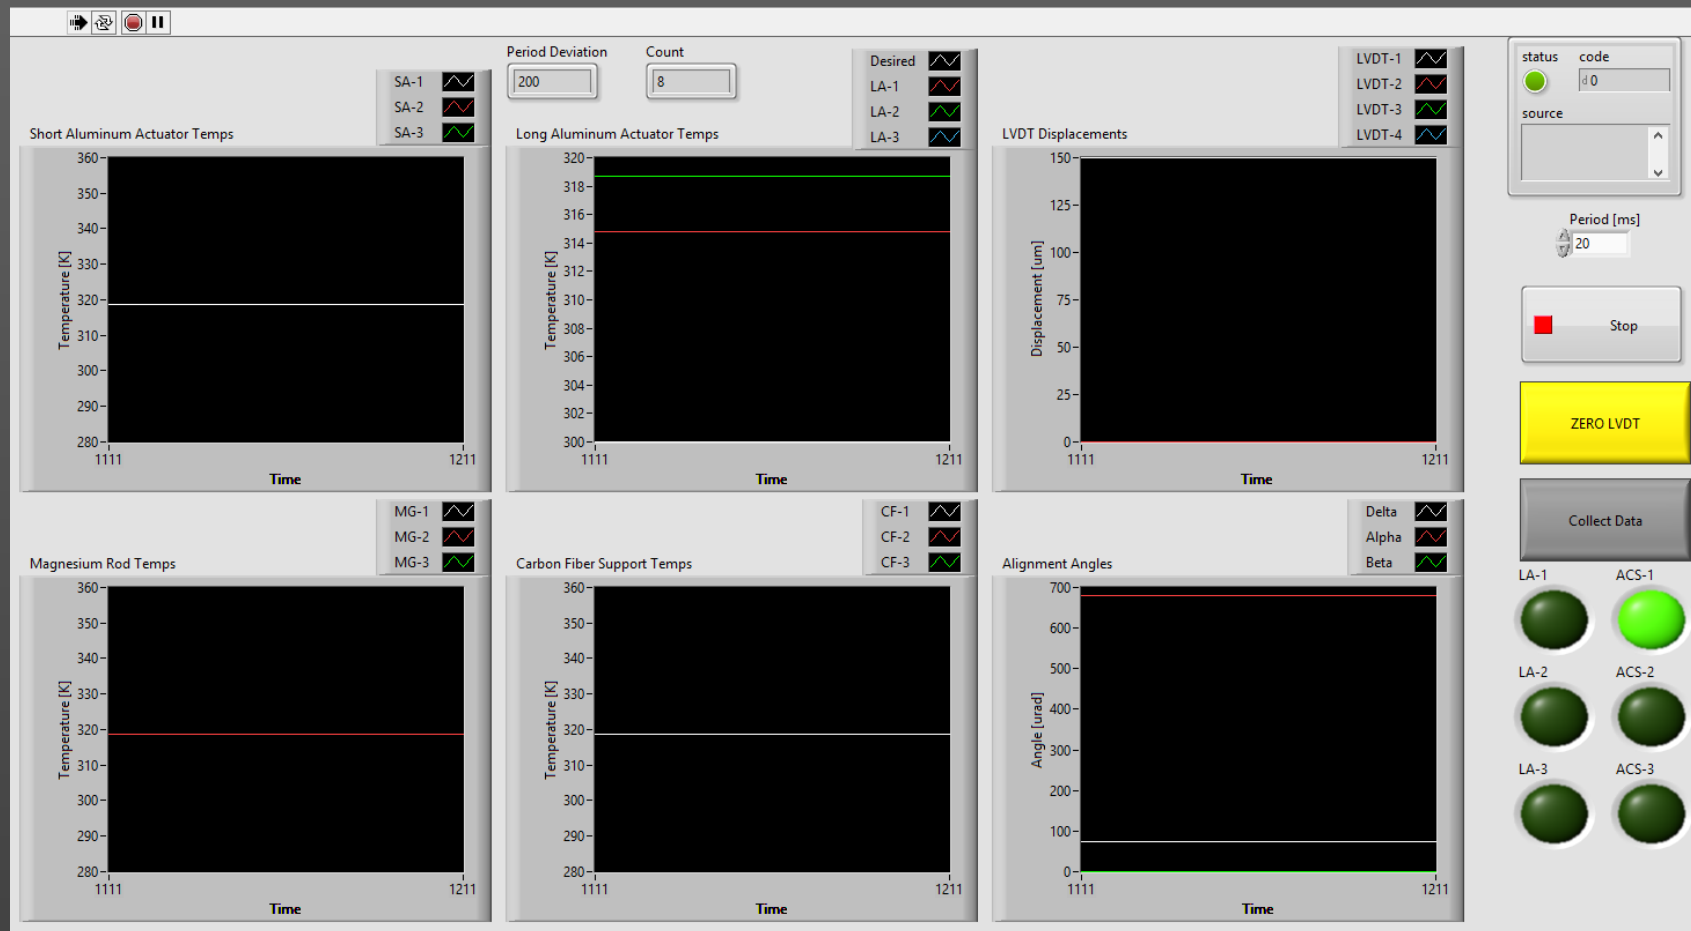 Period Deviation
200
Count
8
SA-1
SA-2
SA-3
Short Aluminum Actuator Temps
Temperature [K]
360
350
340
330
320
310
300
290
280
1111
1211
Time
Desired
LA-1
LA-2
LA-3
Long Aluminum Actuator Temps
Temperature [K]
320
318
316
314
312
310
308
306
304
302
300
1111
1211
Time
LVDT-1
LVDT-2
LVDT-3
LVDT-4
LVDT Displacements
Displacement [um]
150
125
100
75
50
25
0
1111
1211
Time
MG-1
MG-2
MG-3
Magnesium Rod Temps
Temperature [K]
360
350
340
330
320
310
300
290
280
1111
1211
Time
CF-1
CF-2
CF-3
Carbon Fiber Support Temps
Temperature [K]
360
350
340
330
320
310
300
290
280
1111
1211
Time
Delta
Alpha
Beta
Alignment Angles
Angle [urad]
700
600
500
400
300
200
100
0
1111
1211
Time
status
code
d 0
source
Period [ms]
20
Stop
ZERO LVDT
Collect Data
LA-1
ACS-1
LA-2
ACS-2
LA-3
ACS-3